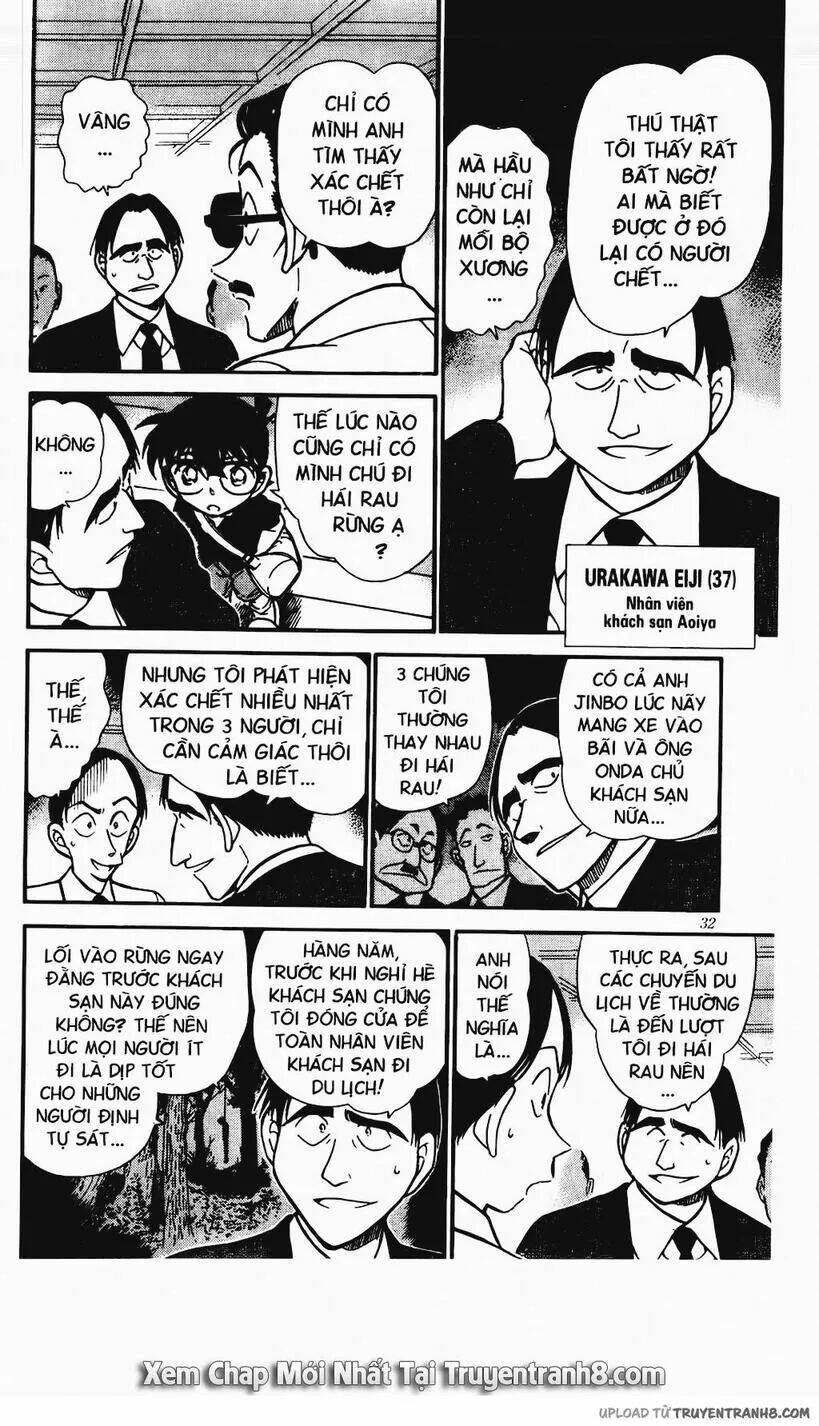 THÚ THẬT
TÔI THẤY RẤT
BẤT NGỜ!
AI MÀ BIẾT
ĐƯỢC Ở ĐÓ
LẠI CÓ NGƯỜI
CHẾT...
MÀ HẦU
NHƯ CHỈ
CÒN LẠI
MỖI BỘ
XƯƠNG
...
URAKAWA EIJI (37)
Nhân viên
khách sạn Aoiya
CHỈ CÓ
MÌNH ANH
TÌM THẤY
XÁC CHẾT
THÔI À?
VÂNG
...
THẾ LÚC NÀO
CŨNG CHỈ CÓ
MÌNH CHÚ ĐI
HÁI RAU
RỪNG Ạ
?
KHÔNG
...
CÓ CẢ ANH
JINBO LÚC NÃY
MANG XE VÀO
BÃI VÀ ÔNG
ONDA CHỦ
KHÁCH SẠN
NỮA...
3 CHÚNG
TÔI
THƯỜNG
THAY NHAU
ĐI HÁI
RAU!
NHƯNG TÔI PHÁT HIỆN
XÁC CHẾT NHIỀU NHẤT
TRONG 3 NGƯỜI, CHỈ
CẦN CẢM GIÁC THÔI
LÀ BIẾT...
THẾ,
THẾ
À...
32
THỰC RA, SAU
CÁC CHUYẾN DU
LỊCH VỀ THƯỜNG
LÀ ĐẾN LƯỢT
TÔI ĐI HÁI
RAU NÊN
...
ANH
NÓI
THẾ
NGHĨA
LÀ...
HÀNG NĂM,
TRƯỚC KHI NGHỈ HÈ
KHÁCH SẠN CHÚNG
TÔI ĐÓNG CỬA ĐỂ
TOÀN NHÂN VIÊN
KHÁCH SẠN ĐI
DU LỊCH!
LỐI VÀO RỪNG NGAY
ĐẰNG TRƯỚC KHÁCH
SẠN NÀY ĐÚNG
KHÔNG? THẾ NÊN
LÚC MỌI NGƯỜI ÍT
ĐI LÀ DỊP TỐT
CHO NHỮNG
NGƯỜI ĐỊNH
TỰ SÁT...
Xem Chap Mới Nhất Tại Truyentranh8.com
UPLOAD TỪ TRUYENTRANH8.COM